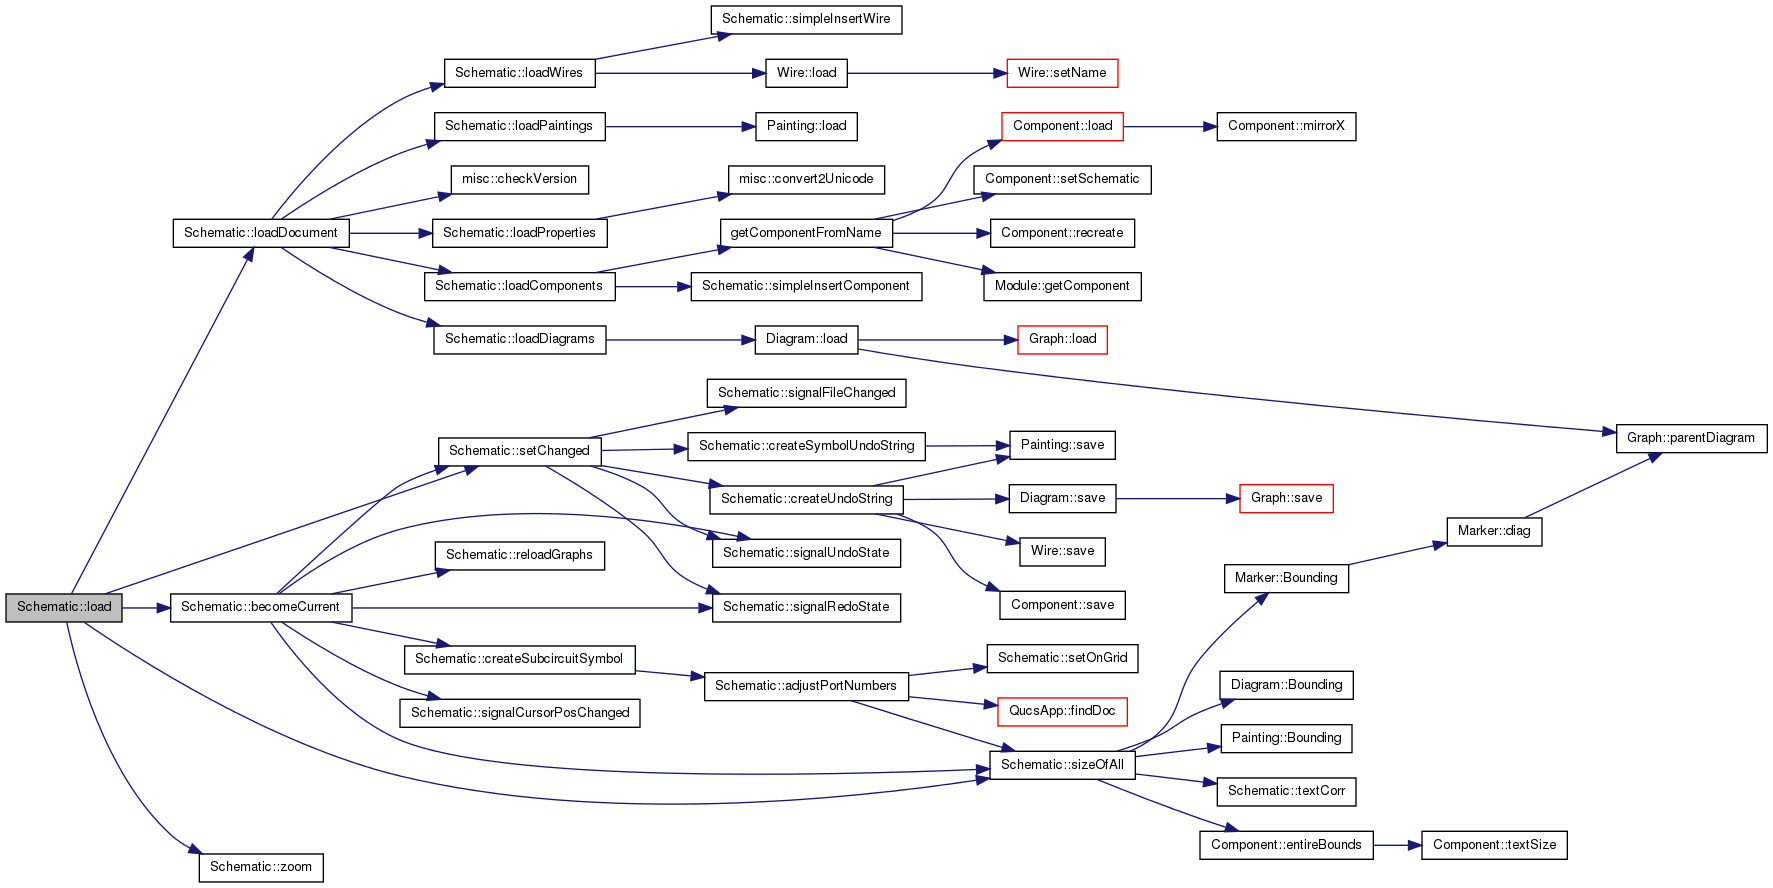 Schematic::simpleInsertWire
Schematic::loadWires
Wire::load
Wire::setName
Schematic::loadPaintings
Painting::load
Component::load
Component::mirrorX
misc::checkVersion
misc::convert2Unicode
Component::setSchematic
Schematic::loadDocument
Schematic::loadProperties
getComponentFromName
Component::recreate
Schematic::loadComponents
Schematic::simpleInsertComponent
Module::getComponent
Schematic::loadDiagrams
Diagram::load
Graph::load
Schematic::signalFileChanged
Graph::parentDiagram
Schematic::setChanged
Schematic::createSymbolUndoString
Painting::save
Schematic::createUndoString
Diagram::save
Graph::save
Marker::diag
Schematic::reloadGraphs
Schematic::signalUndoState
Wire::save
Marker::Bounding
Schematic::load
Schematic::becomeCurrent
Schematic::signalRedoState
Component::save
Schematic::createSubcircuitSymbol
Schematic::setOnGrid
Schematic::adjustPortNumbers
Diagram::Bounding
Schematic::signalCursorPosChanged
QucsApp::findDoc
Painting::Bounding
Schematic::sizeOfAll
Schematic::textCorr
Component::entireBounds
Component::textSize
Schematic::zoom